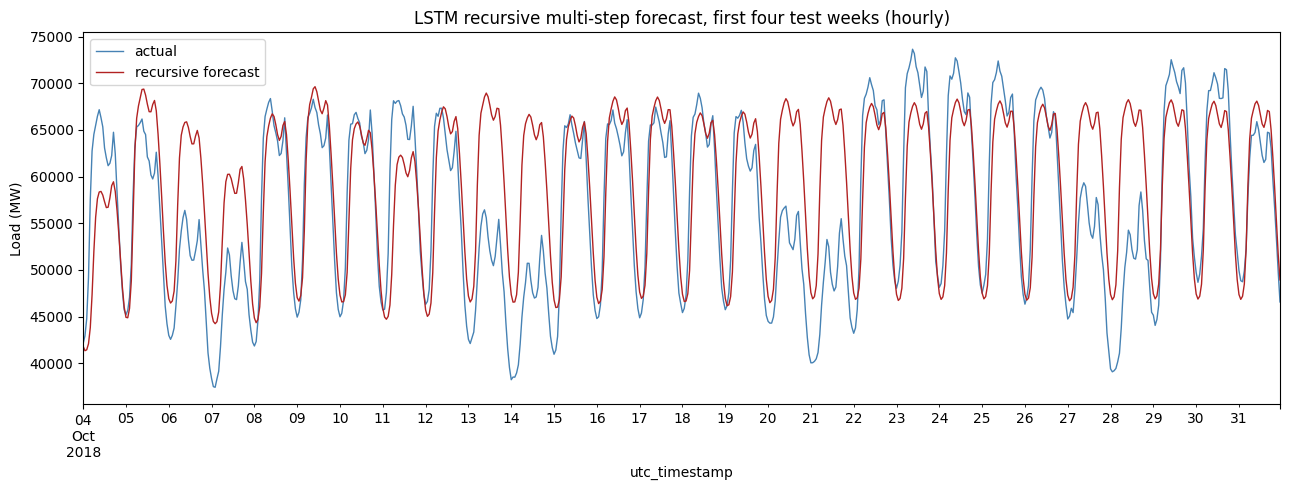 LSTM recursive multi-step forecast, first four test weeks (hourly)
75000
70000
65000
60000
55000
50000
45000
40000
Load (MW)
actual
recursive forecast
04 05 06 07 08 09 10 11 12 13 14 15 16 17 18 19 20 21 22 23 24 25 26 27 28 29 30 31
Oct
2018
utc_timestamp